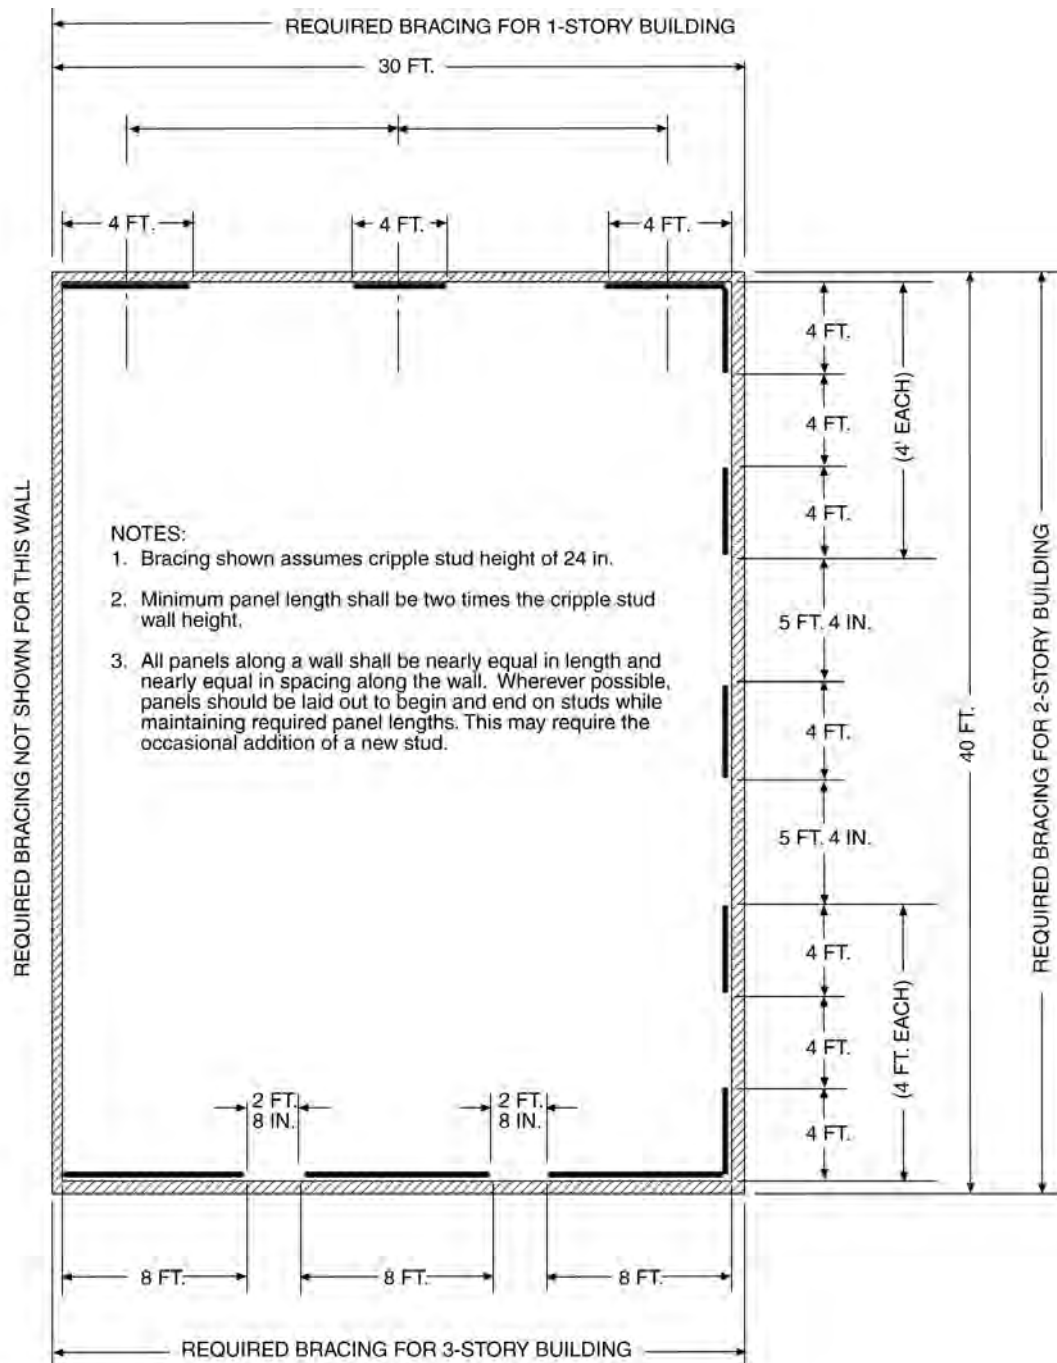 REQUIRED BRACING FOR 1-STORY BUILDING
30 FT.
4 FT.
4 FT.
4 FT.
4 FT.
4 FT.
4 FT.
(4' EACH)
5 FT. 4 IN.
4 FT.
5 FT. 4 IN.
4 FT.
4 FT.
4 FT.
(4 FT. EACH)
40 FT.
REQUIRED BRACING FOR 2-STORY BUILDING
REQUIRED BRACING NOT SHOWN FOR THIS WALL
NOTES:
1. Bracing shown assumes cripple stud height of 24 in.
2. Minimum panel length shall be two times the cripple stud
wall height.
3. All panels along a wall shall be nearly equal in length and
nearly equal in spacing along the wall. Wherever possible,
panels should be laid out to begin and end on studs while
maintaining required panel lengths. This may require the
occasional addition of a new stud.
2 FT.
8 IN.
2 FT.
8 IN.
8 FT.
8 FT.
8 FT.
REQUIRED BRACING FOR 3-STORY BUILDING